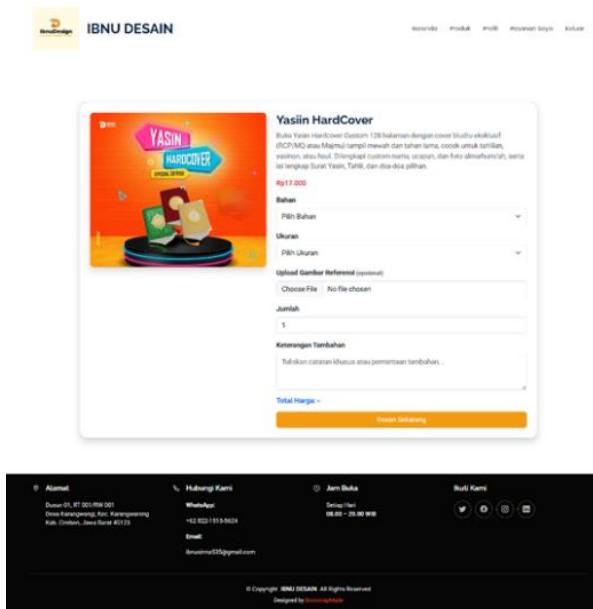 IbnuDesign
IBNU DESAIN
Beranda Produk Profil Pesanan Saya Keluar
YASIN
HARDCOVER
SPECIAL EDITION
Yasiin HardCover
Buku Yasin Hardcover Custom 128 halaman dengan cover bludru eksklusif
(RCP/MQ atau Majmu) tampil mewah dan tahan lama, cocok untuk tahlilan,
yasinan, atau haul. Dilengkapi custom nama, ucapan, dan foto almarhum/ah, serta
isi lengkap Surat Yasin, Tahlil, dan doa-doa pilihan.
Rp17.000
Bahan
Pilih Bahan
Ukuran
Pilih Ukuran
Upload Gambar Referensi (opsional)
Choose File No file chosen
Jumlah
1
Keterangan Tambahan
Tuliskan catatan khusus atau permintaan tambahan...
Total Harga: -
Pesan Sekarang
Alamat
Dusun 01, RT 001/RW 001
Desa Karangwangi, Kec. Karangwareng
Kab. Cirebon, Jawa Barat 45123
Hubungi Kami
WhatsApp:
Email:
Jam Buka
Setiap Hari
08.00 – 20.00 WIB
Ikuti Kami
© Copyright IBNU DESAIN All Rights Reserved
Designed by BootstrapMade